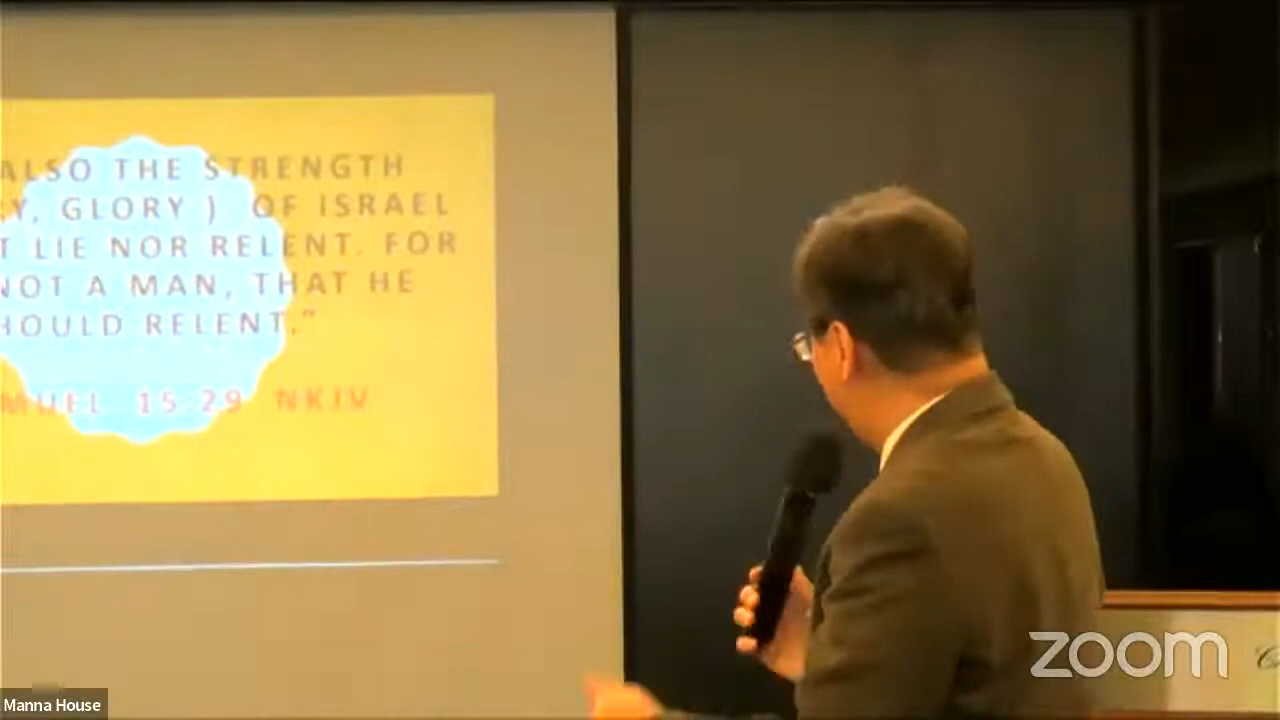 ALSO THE STRENGTH
Y, GLORY ) OF ISRAEL
T LIE NOR RELENT. FOR
NOT A MAN, THAT HE
HOULD RELENT."
MUEL 15:29 NKJV
zoom
Manna House